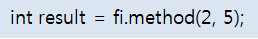 int result = fi.method(2, 5);